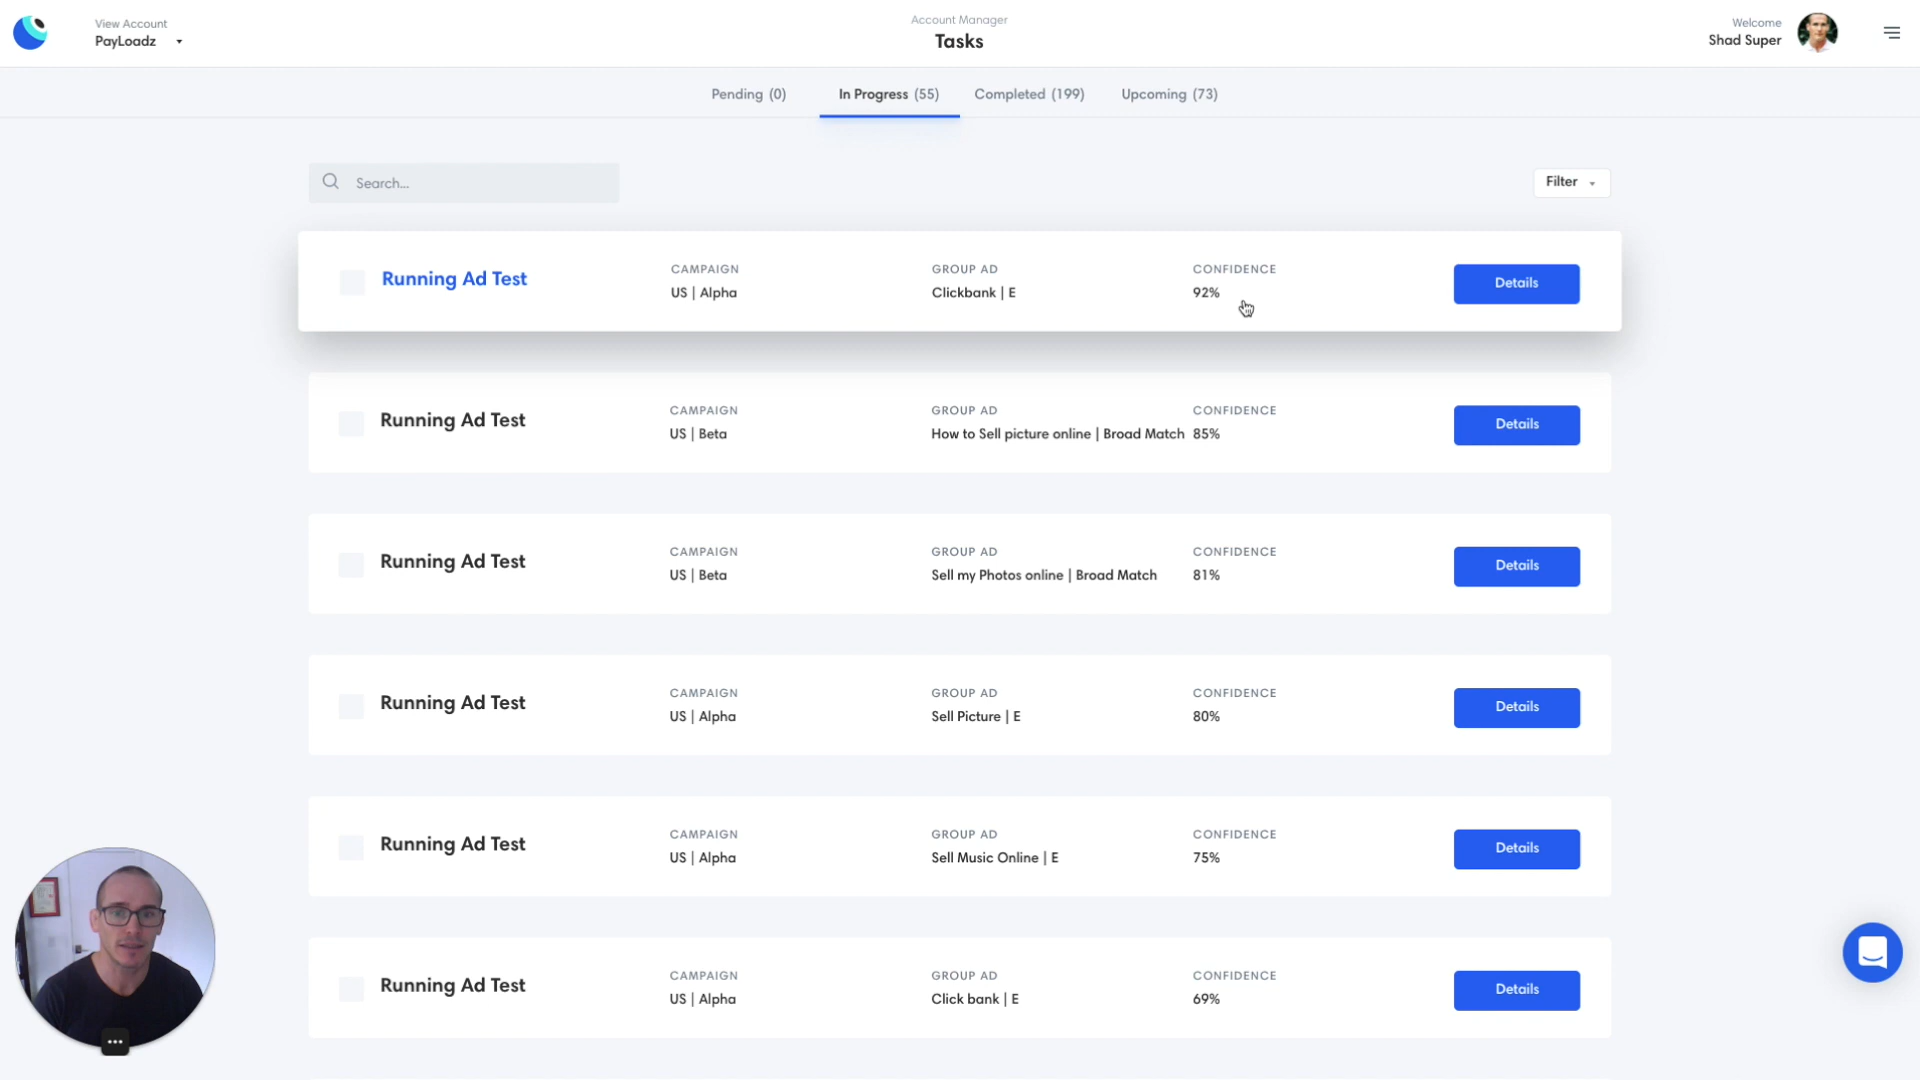 View Account
PayLoadz
Account Manager
Tasks
Welcome
Shad Super
Pending (0)
In Progress (55)
Completed (199)
Upcoming (73)
Search...
Filter
Running Ad Test
CAMPAIGN
US | Alpha
GROUP AD
Clickbank | E
CONFIDENCE
92%
Details
Running Ad Test
CAMPAIGN
US | Beta
GROUP AD
How to Sell picture online | Broad Match
CONFIDENCE
85%
Details
Running Ad Test
CAMPAIGN
US | Beta
GROUP AD
Sell my Photos online | Broad Match
CONFIDENCE
81%
Details
Running Ad Test
CAMPAIGN
US | Alpha
GROUP AD
Sell Picture | E
CONFIDENCE
80%
Details
Running Ad Test
CAMPAIGN
US | Alpha
GROUP AD
Sell Music Online | E
CONFIDENCE
75%
Details
Running Ad Test
CAMPAIGN
US | Alpha
GROUP AD
Click bank | E
CONFIDENCE
69%
Details